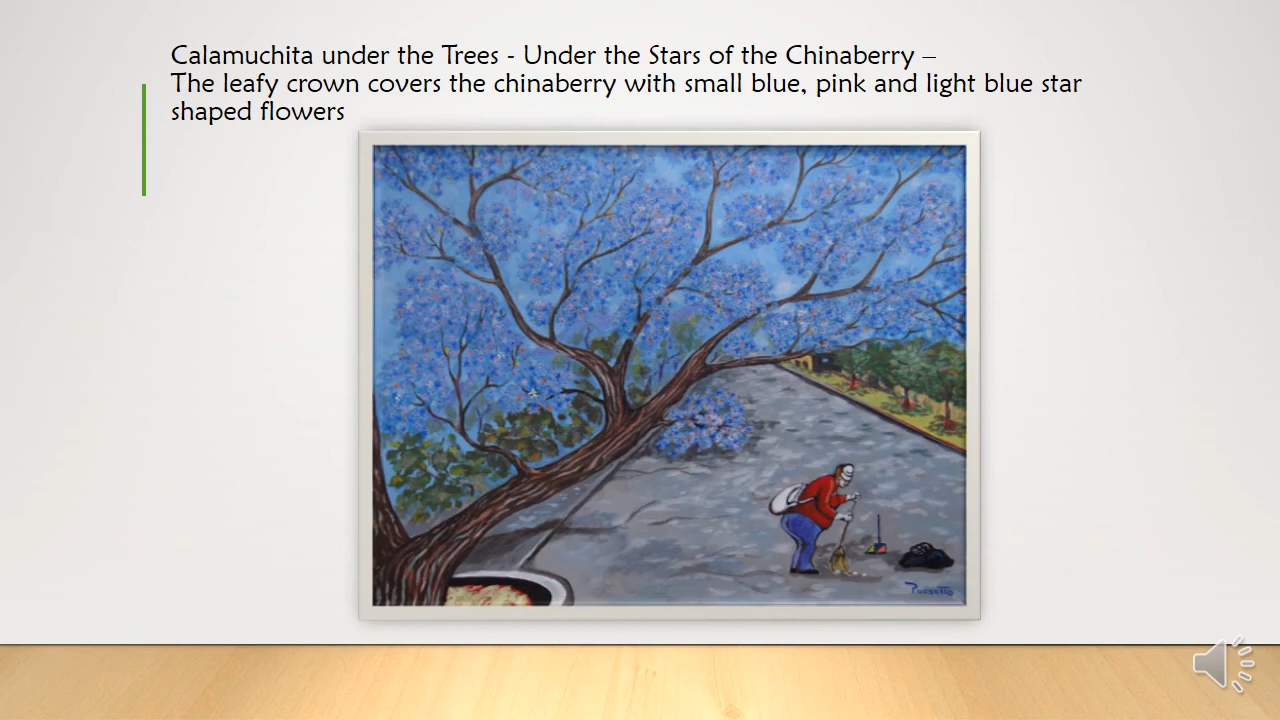 Calamuchita under the Trees - Under the Stars of the Chinaberry –
The leafy crown covers the chinaberry with small blue, pink and light blue star
shaped flowers
Pussetto